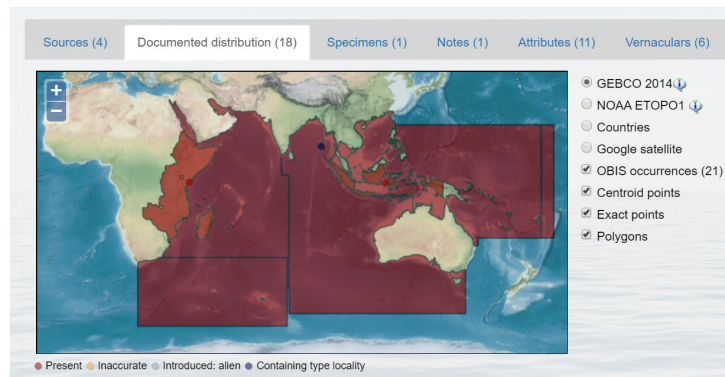 Sources (4) Documented distribution (18) Specimens (1) Notes (1) Attributes (11) Vernaculars (6)
+
−
GEBCO 2014
NOAA ETOPO1
Countries
Google satellite
OBIS occurrences (21)
Centroid points
Exact points
Polygons
Present Inaccurate Introduced: alien Containing type locality